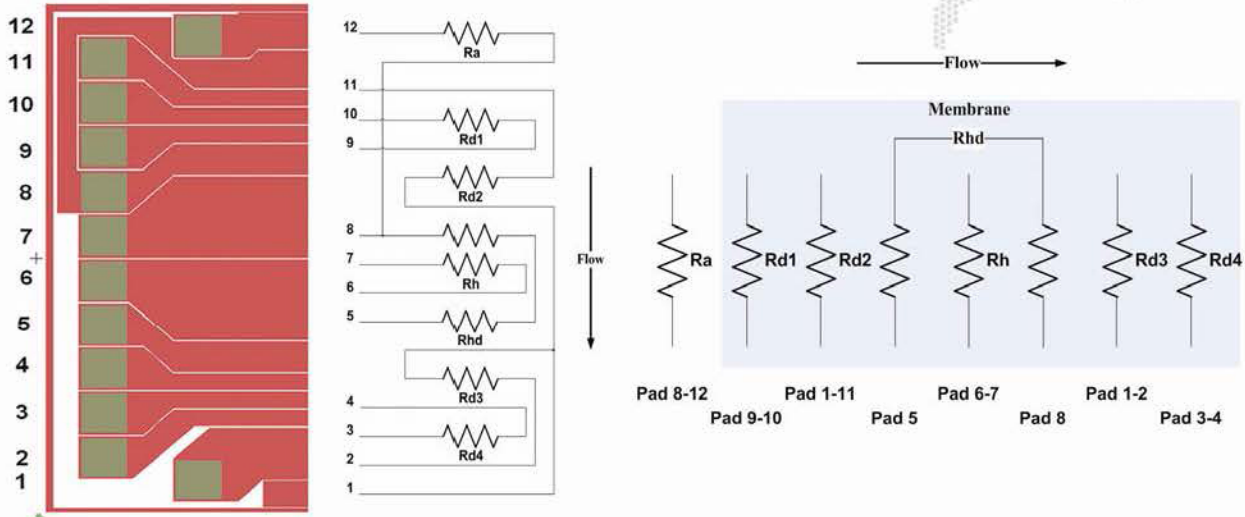 12
11
10
9
8
7
6
5
4
3
2
1
12
Ra
11
10
Rd1
9
Rd2
8
7
Rh
6
5
Rhd
Rd3
4
3
Rd4
2
1
Flow
Flow
Membrane
Rhd
Ra Rd1 Rd2 Rh Rd3 Rd4
Pad 8-12 Pad 1-11 Pad 6-7 Pad 1-2
Pad 9-10 Pad 5 Pad 8 Pad 3-4